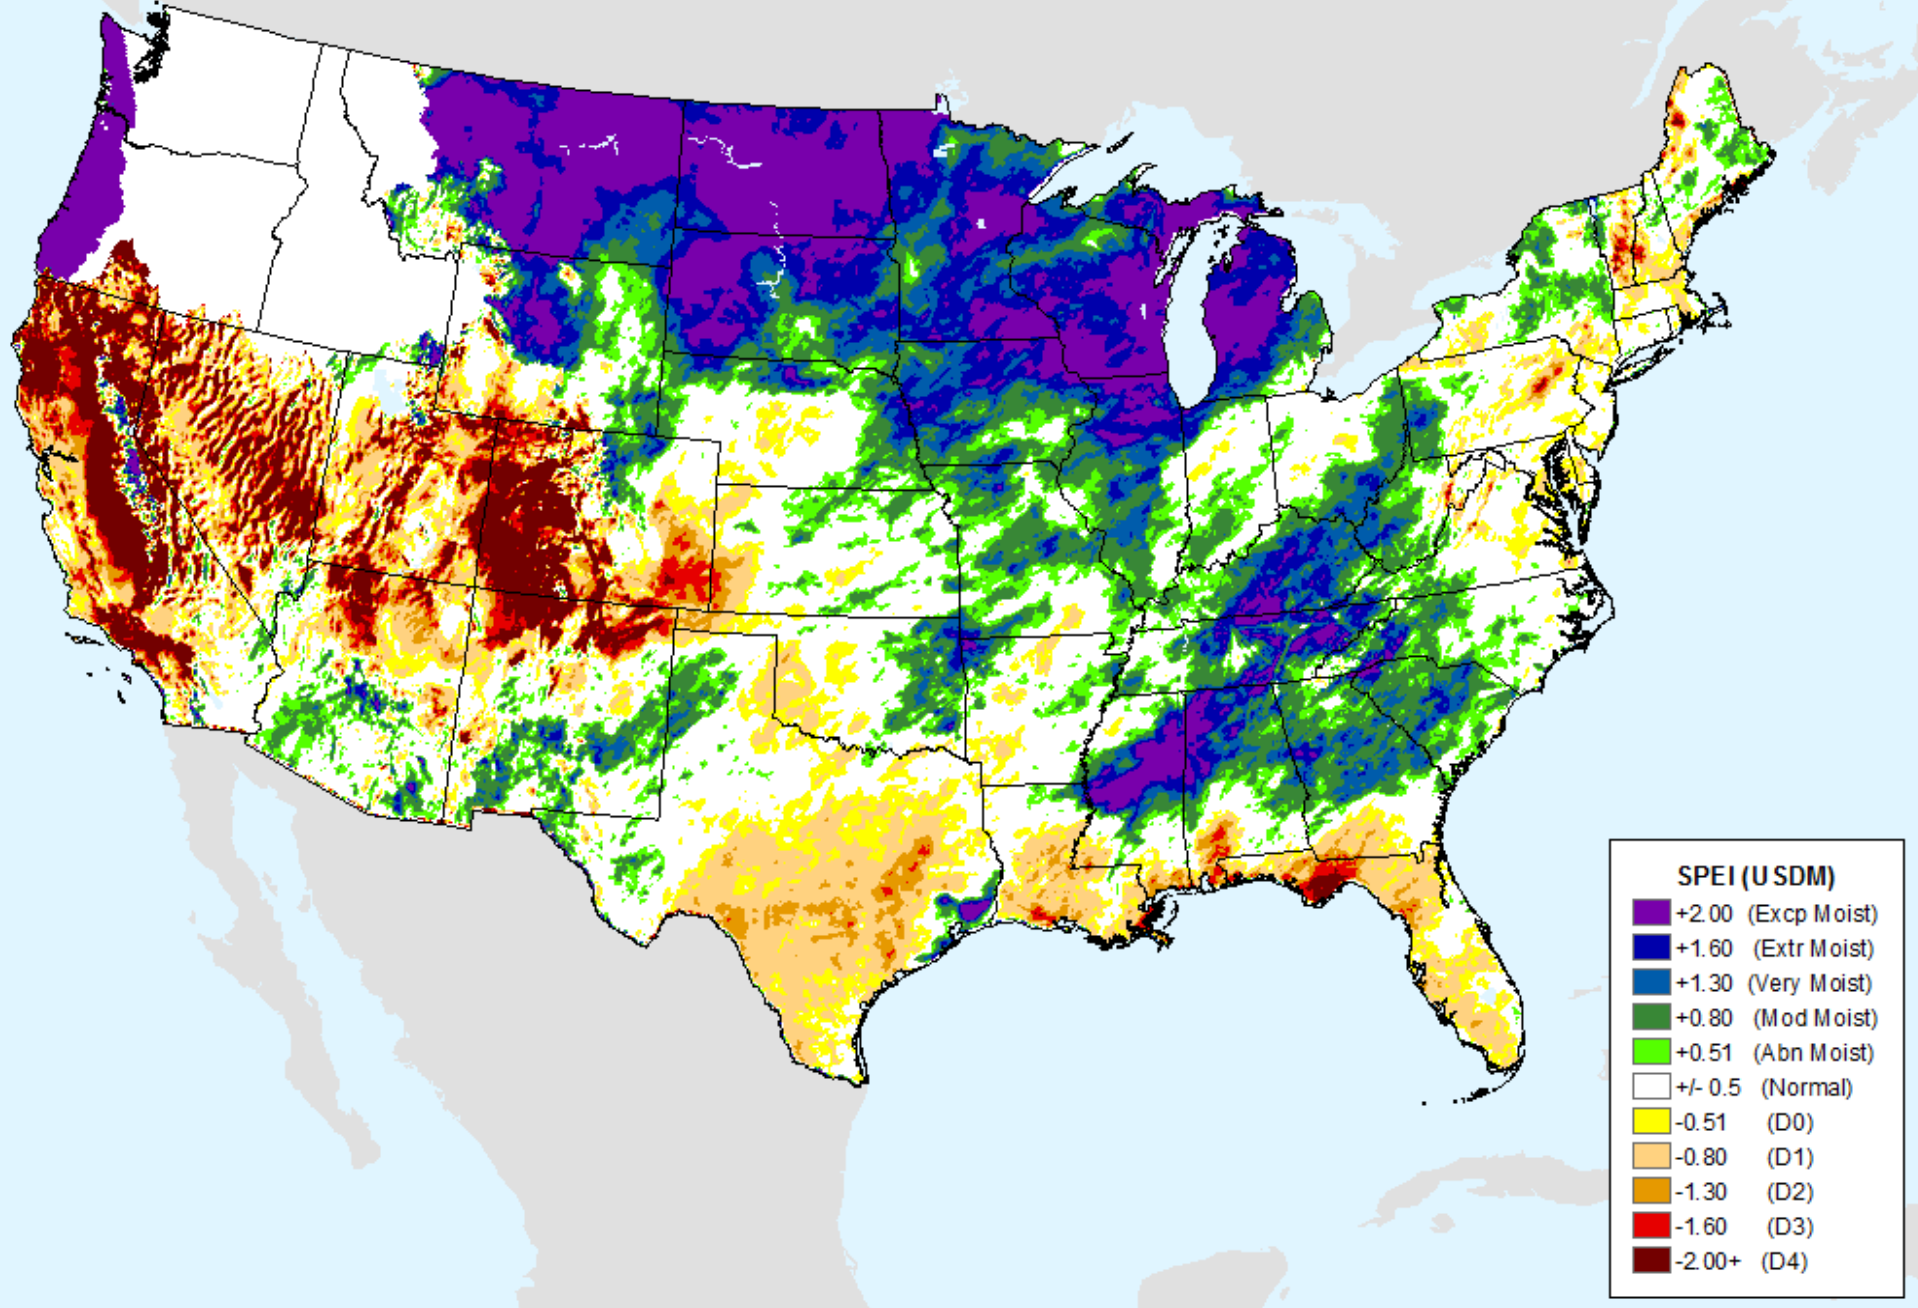 SPEI (USDM)
+2.00 (Excp Moist)
+1.60 (Extr Moist)
+1.30 (Very Moist)
+0.80 (Mod Moist)
+0.51 (Abn Moist)
+/- 0.5 (Normal)
-0.51 (D0)
-0.80 (D1)
-1.30 (D2)
-1.60 (D3)
-2.00+ (D4)